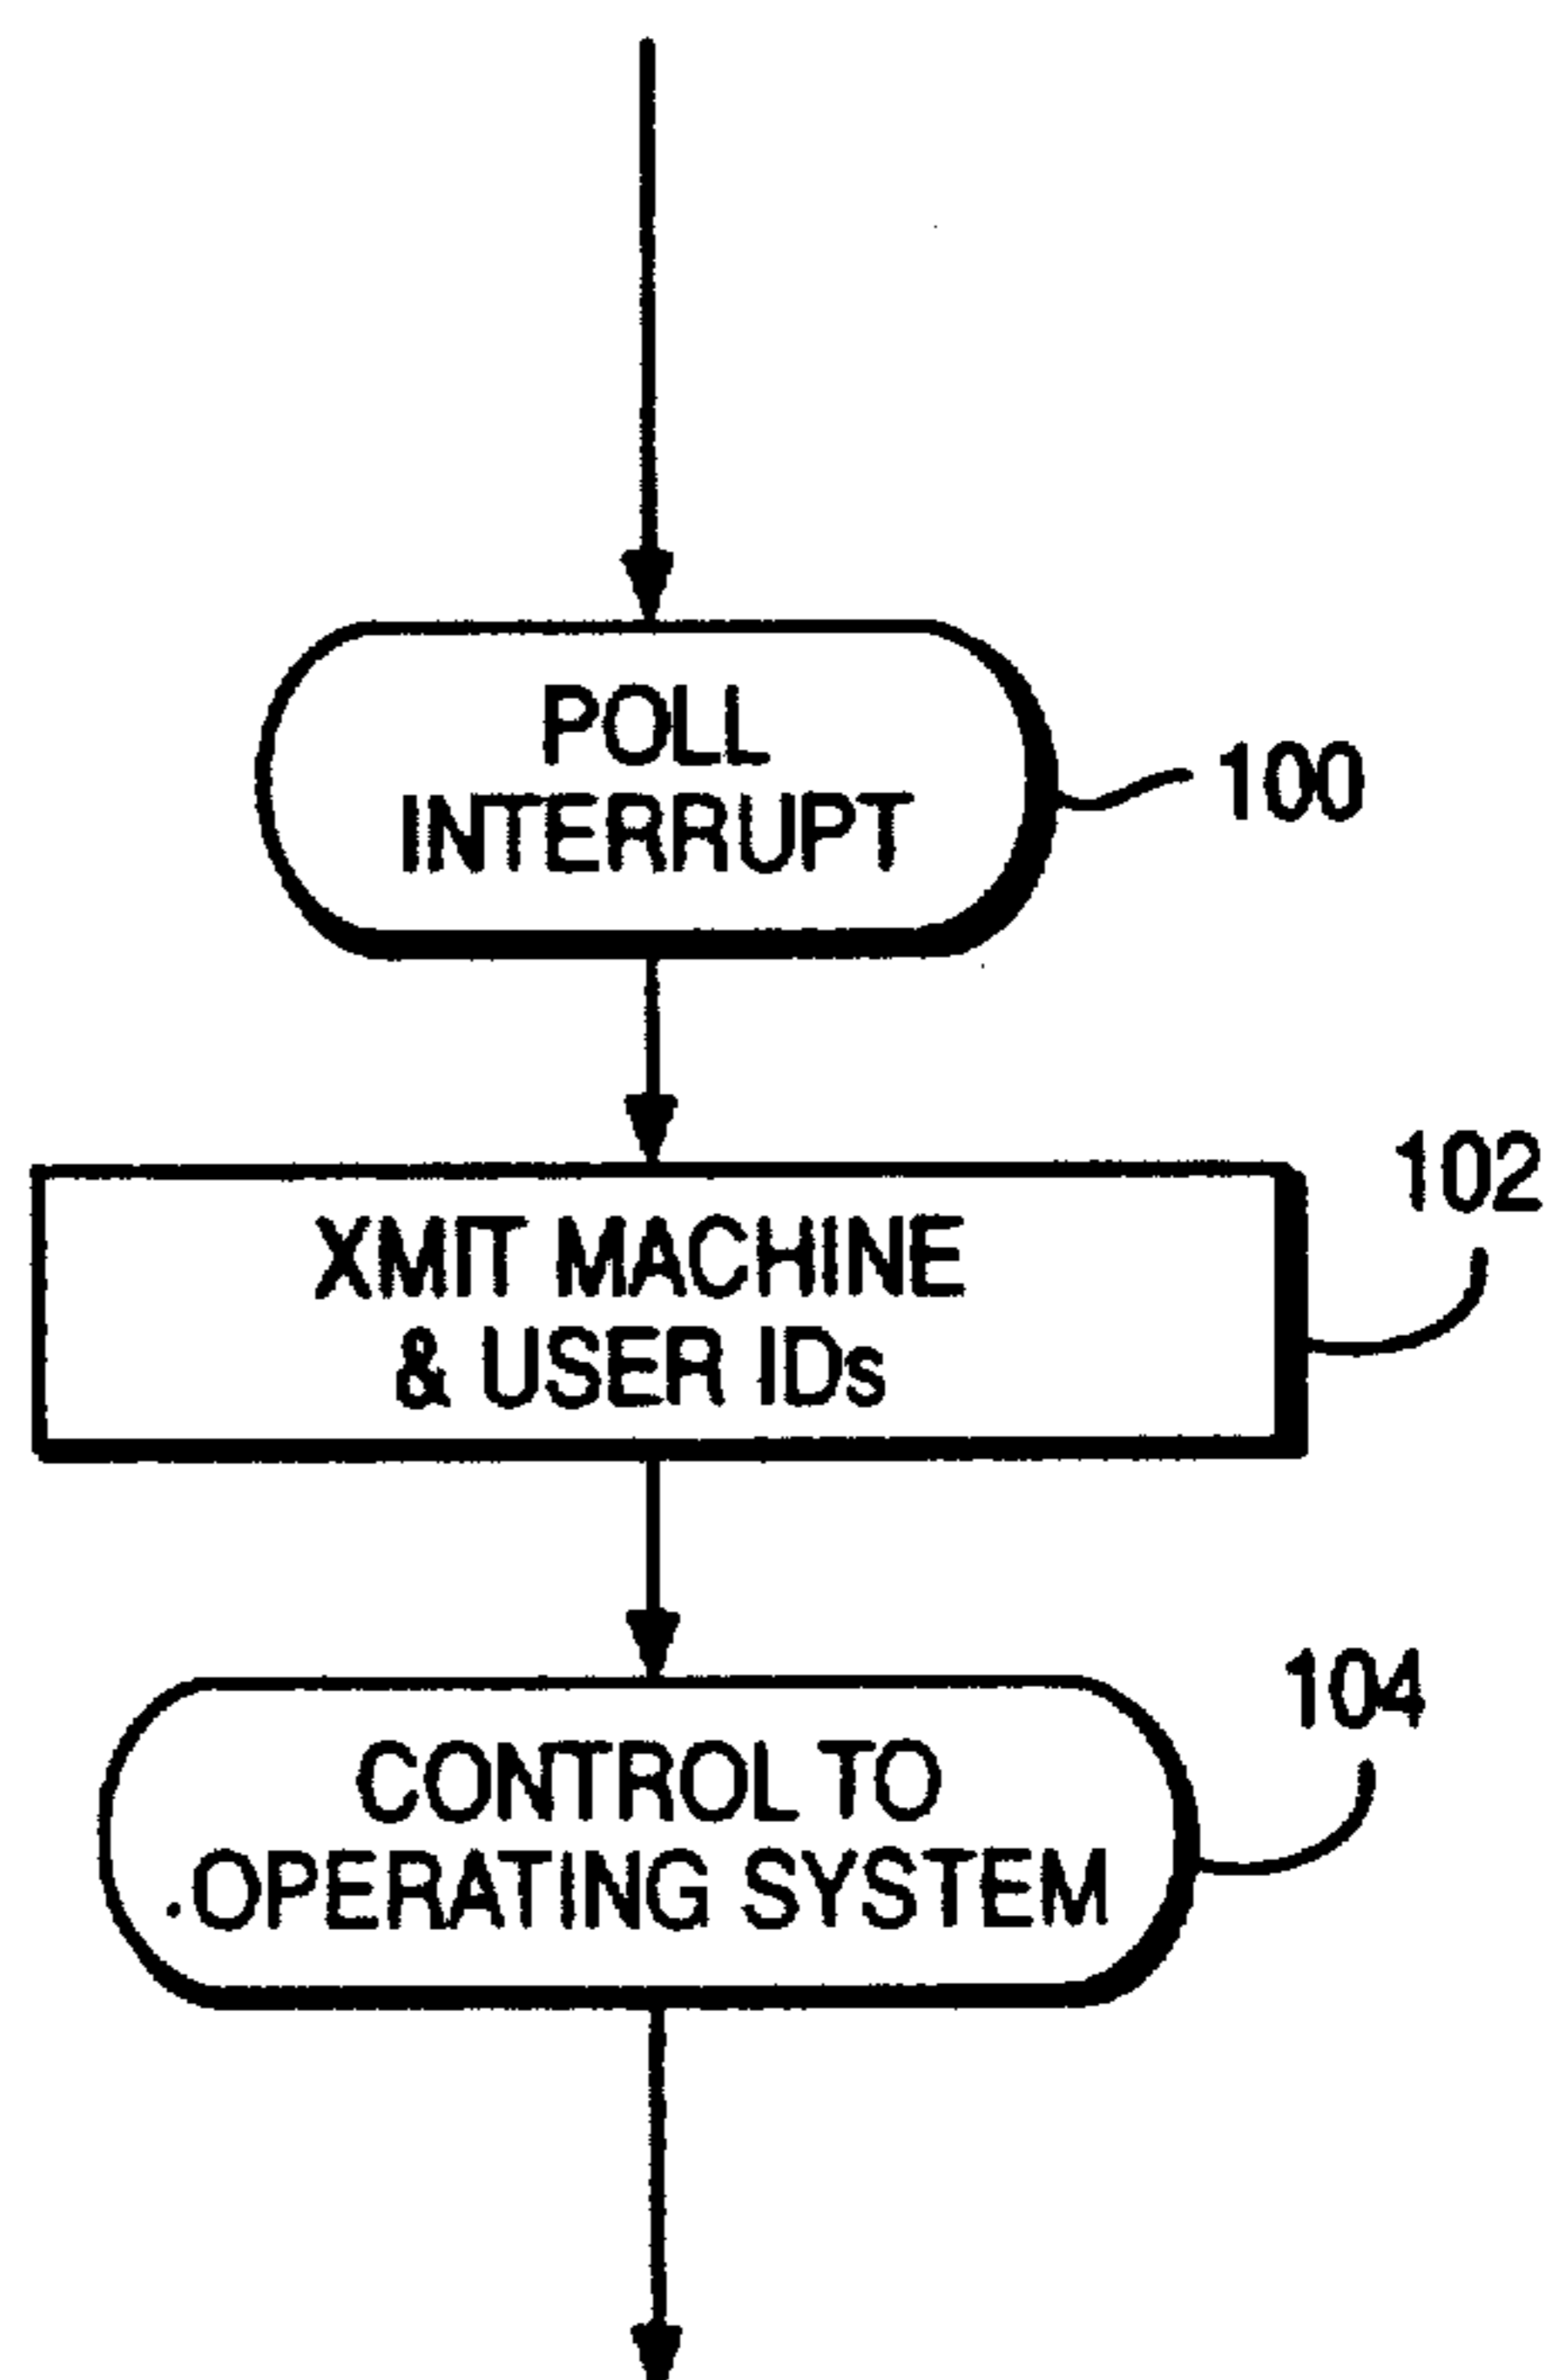 POLL
INTERRUPT
100
102
XMIT MACHINE
& USER IDs
104
CONTROL TO
OPERATING SYSTEM